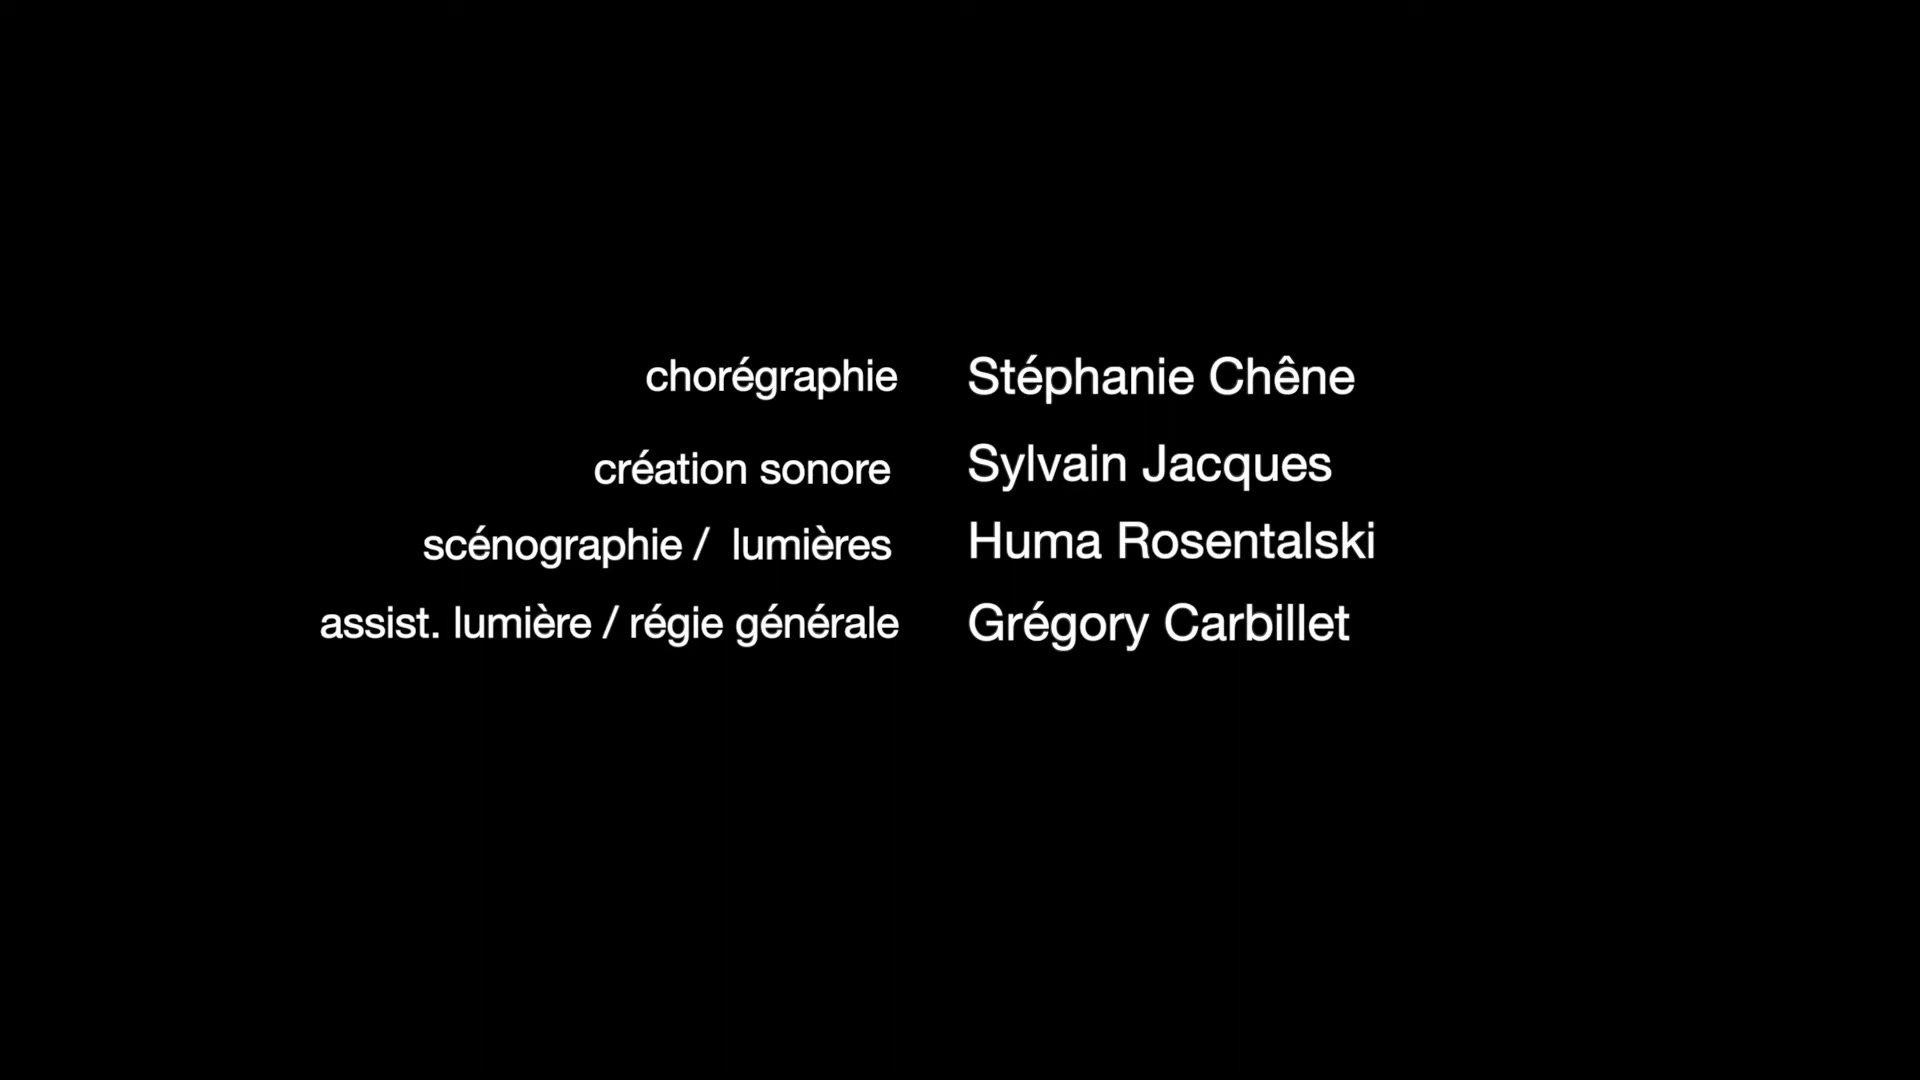 chorégraphie Stéphanie Chêne
création sonore Sylvain Jacques
scénographie / lumières Huma Rosentalski
assist. lumière / régie générale Grégory Carbillet